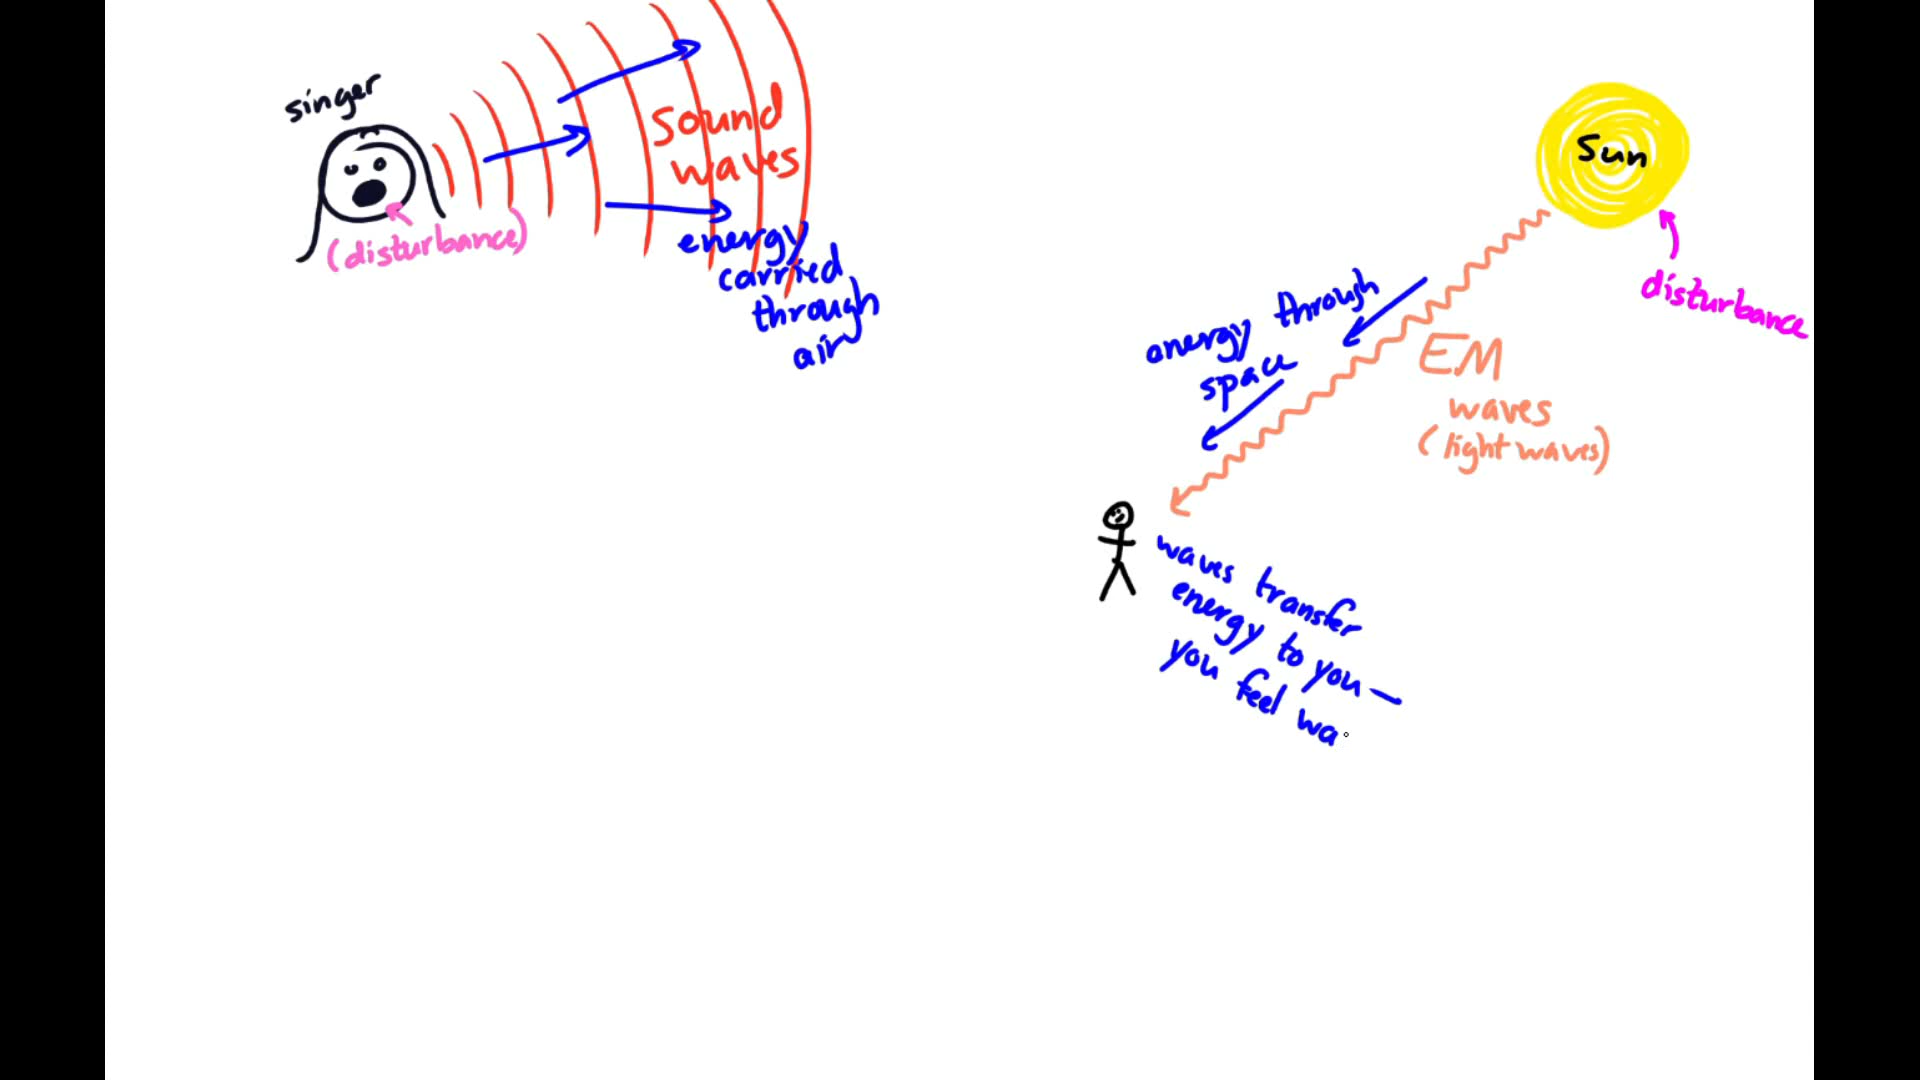 singer
(disturbance)
sound
waves
energy
carried
through
air
Sun
disturbance
energy through
space
EM
waves
(light waves)
waves transfer
energy to you —
you feel wa